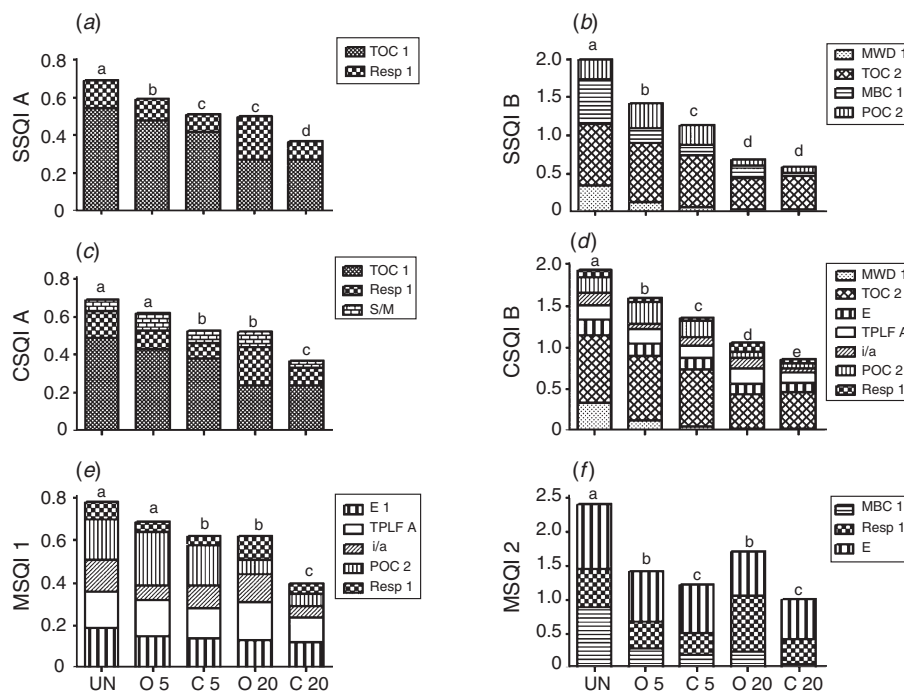 (a)
SSQI A
0.8
0.6
0.4
0.2
0
a
b
c
c
d
TOC 1
Resp 1
(b)
SSQI B
2.0
1.5
1.0
0.5
0
a
b
c
d
d
MWD 1
TOC 2
MBC 1
POC 2
(c)
CSQI A
0.8
0.6
0.4
0.2
0
a
a
b
b
c
TOC 1
Resp 1
S/M
(d)
CSQI B
2.0
1.5
1.0
0.5
0
a
b
c
d
e
MWD 1
TOC 2
E
TPLF A
i/a
POC 2
Resp 1
(e)
MSQI 1
0.8
0.6
0.4
0.2
0
a
a
b
b
c
E 1
TPLF A
i/a
POC 2
Resp 1
UN O 5 C 5 O 20 C 20
(f)
MSQI 2
2.5
2.0
1.5
1.0
0.5
0
a
b
c
b
c
MBC 1
Resp 1
E
UN O 5 C 5 O 20 C 20